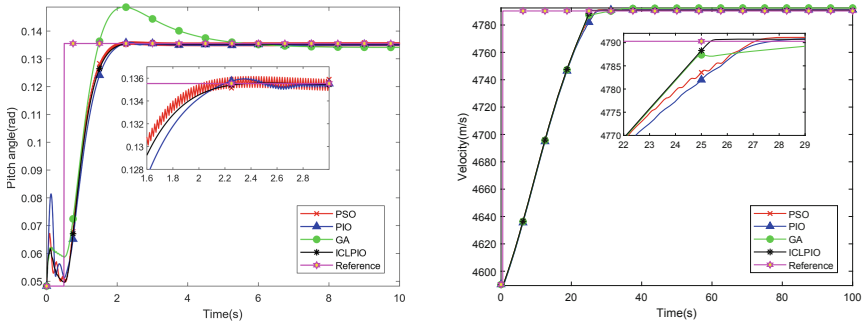 0.14
0.13
0.12
0.11
0.1
0.09
0.08
0.07
0.06
0.05
Pitch angle(rad)
0 2 4 6 8 10
Time(s)
0.136
0.135
0.13
0.128
1.6 1.8 2 2.2 2.4 2.6 2.8
PSO
PIO
GA
ICLPIO
Reference
4780
4760
4740
4720
4700
4680
4660
4640
4620
4600
Velocity(m/s)
0 20 40 60 80 100
Time(s)
4790
4785
4780
4775
4770
22 23 24 25 26 27 28 29
PSO
PIO
GA
ICLPIO
Reference